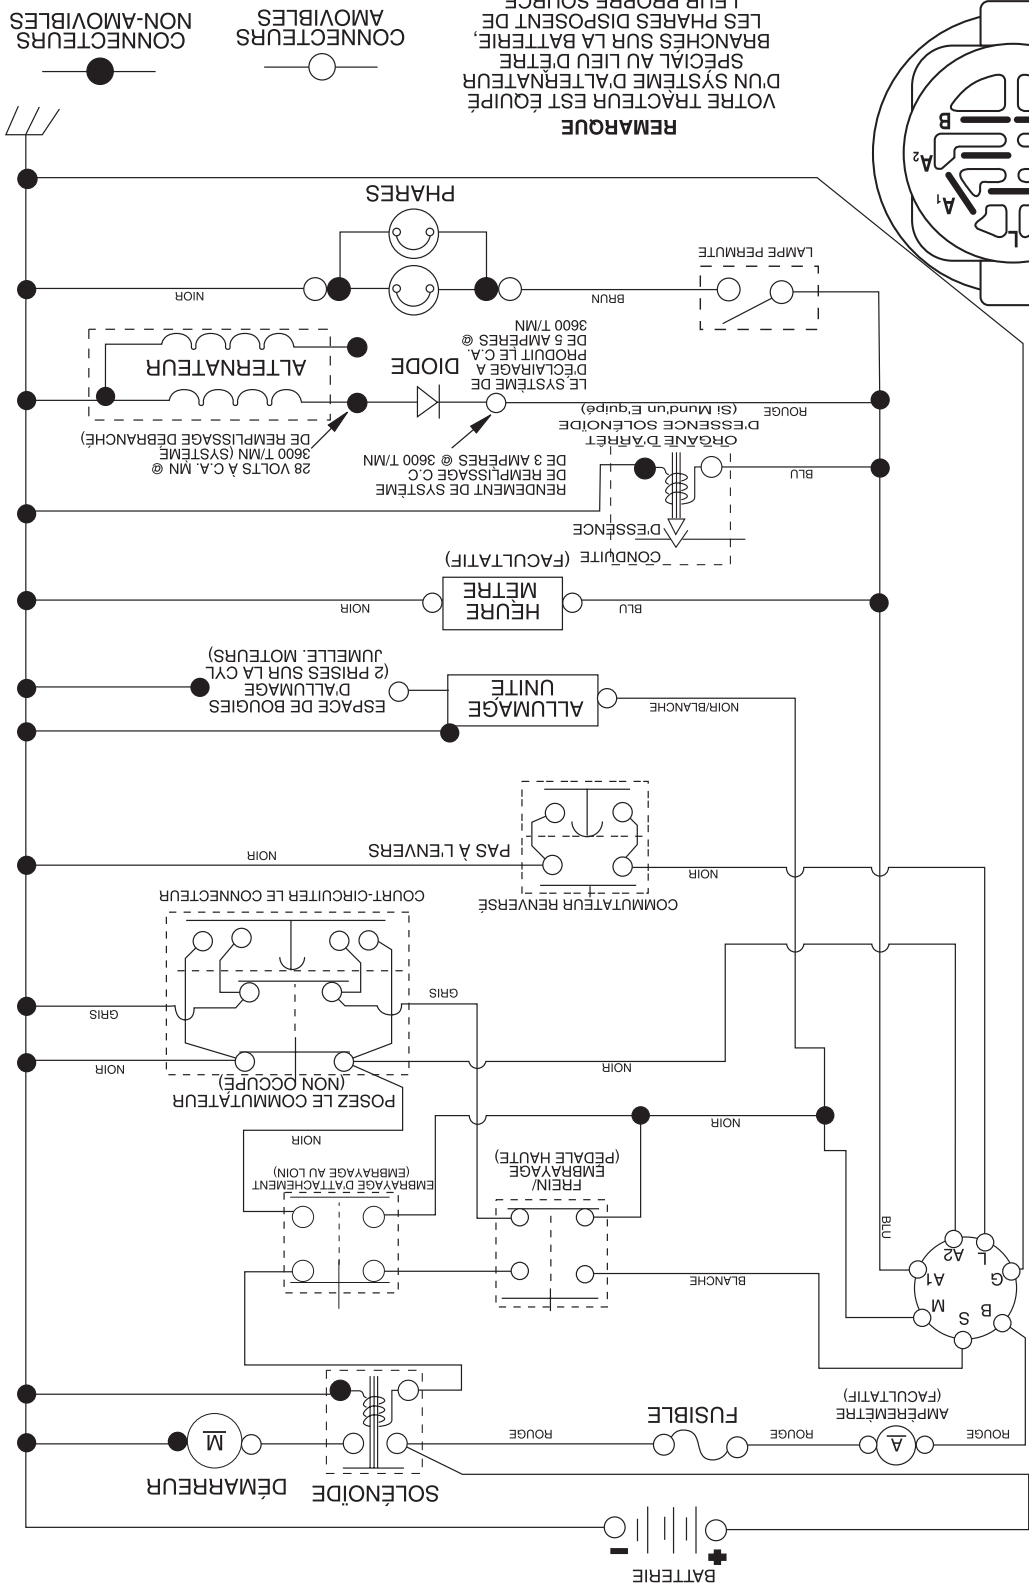 BATTERIE
+ -
SOLÉNOÏDE
DÉMARREUR
ROUGE
A
AMPÈREMÈTRE
(FACULTATIF)
ROUGE
FUSIBLE
ROUGE
M
B
S
M
G
A1
L
A2
BLU
BLANCHE
FREIN/
EMBRAYAGE
(PÉDALE HAUTE)
EMBRAYAGE D'ATTACHEMENT
(EMBRAYAGE AU LOIN)
NOIR
NOIR
POSEZ LE COMMUTATEUR
(NON OCCUPÉ)
NOIR
NOIR
GRIS
GRIS
COURT-CIRCUITER LE CONNECTEUR
COMMUTATEUR RENVERSÉ
NOIR
PAS À L'ENVERS
NOIR
NOIR/BLANCHE
ALLUMAGE
UNITÉ
ESPACE DE BOUGIES
D'ALLUMAGE
(2 PRISES SUR LA CYL
JUMELLE. MOTEURS)
BLU
HEURE
MÈTRE
(FACULTATIF)
NOIR
CONDUITE
D'ESSENCE
BLU
ORGANE D'ARRÊT
D'ESSENCE SOLÉNOÏDE
(Si Mund'un E'quipé)
RENDEMENT DE SYSTÈME
DE REMPLISSAGE C.C
DE 3 AMPÈRES @ 3600 T/MN
28 VOLTS À C.A. MN @
3600 T/MN (SYSTÈME
DE REMPLISSAGE DÉBRANCHÉ)
ROUGE
LE SYSTÈME DE
D'ÉCLAIRAGE A
PRODUIT LE C.A.
DE 5 AMPÈRES @
3600 T/MN
DIODE
ALTERNATEUR
BRUN
NIOR
LAMPE PERMUTE
PHARES
L
A1
A2
B
REMARQUE
VOTRE TRACTEUR EST ÉQUIPÉ
D'UN SYSTÈME D'ALTERNATEUR
SPÉCIAL AU LIEU D'ÊTRE
BRANCHÉS SUR LA BATTERIE,
LES PHARES DISPOSENT DE
LEUR PROPRE SOURCE
CONNECTEURS
AMOVIBLES
CONNECTEURS
NON-AMOVIBLES